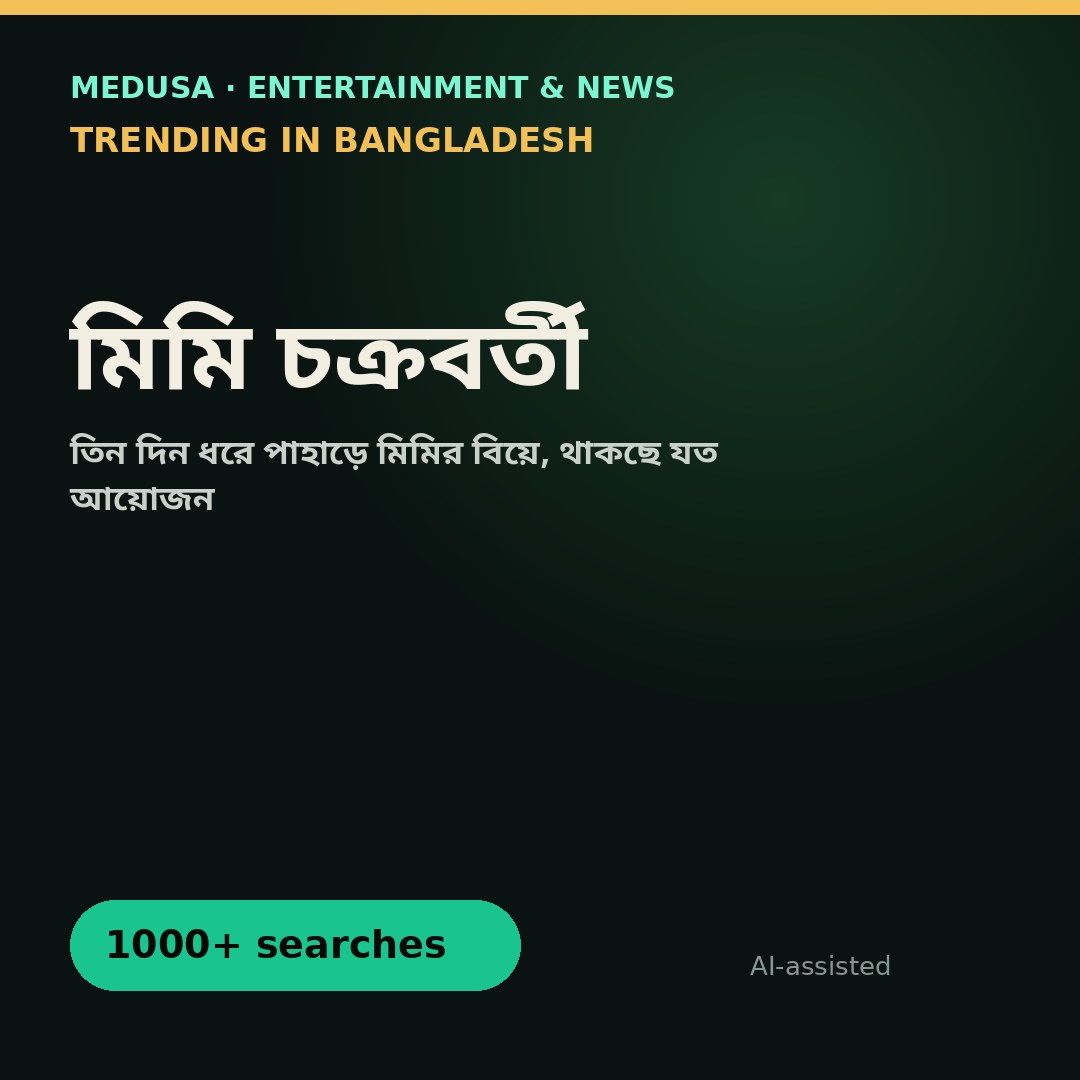 MEDUSA · ENTERTAINMENT & NEWS
TRENDING IN BANGLADESH
মিমি চক্রবর্তী
তিন দিন ধরে পাহাড়ে মিমির বিয়ে, থাকছে যত
আয়োজন
1000+ searches
AI-assisted